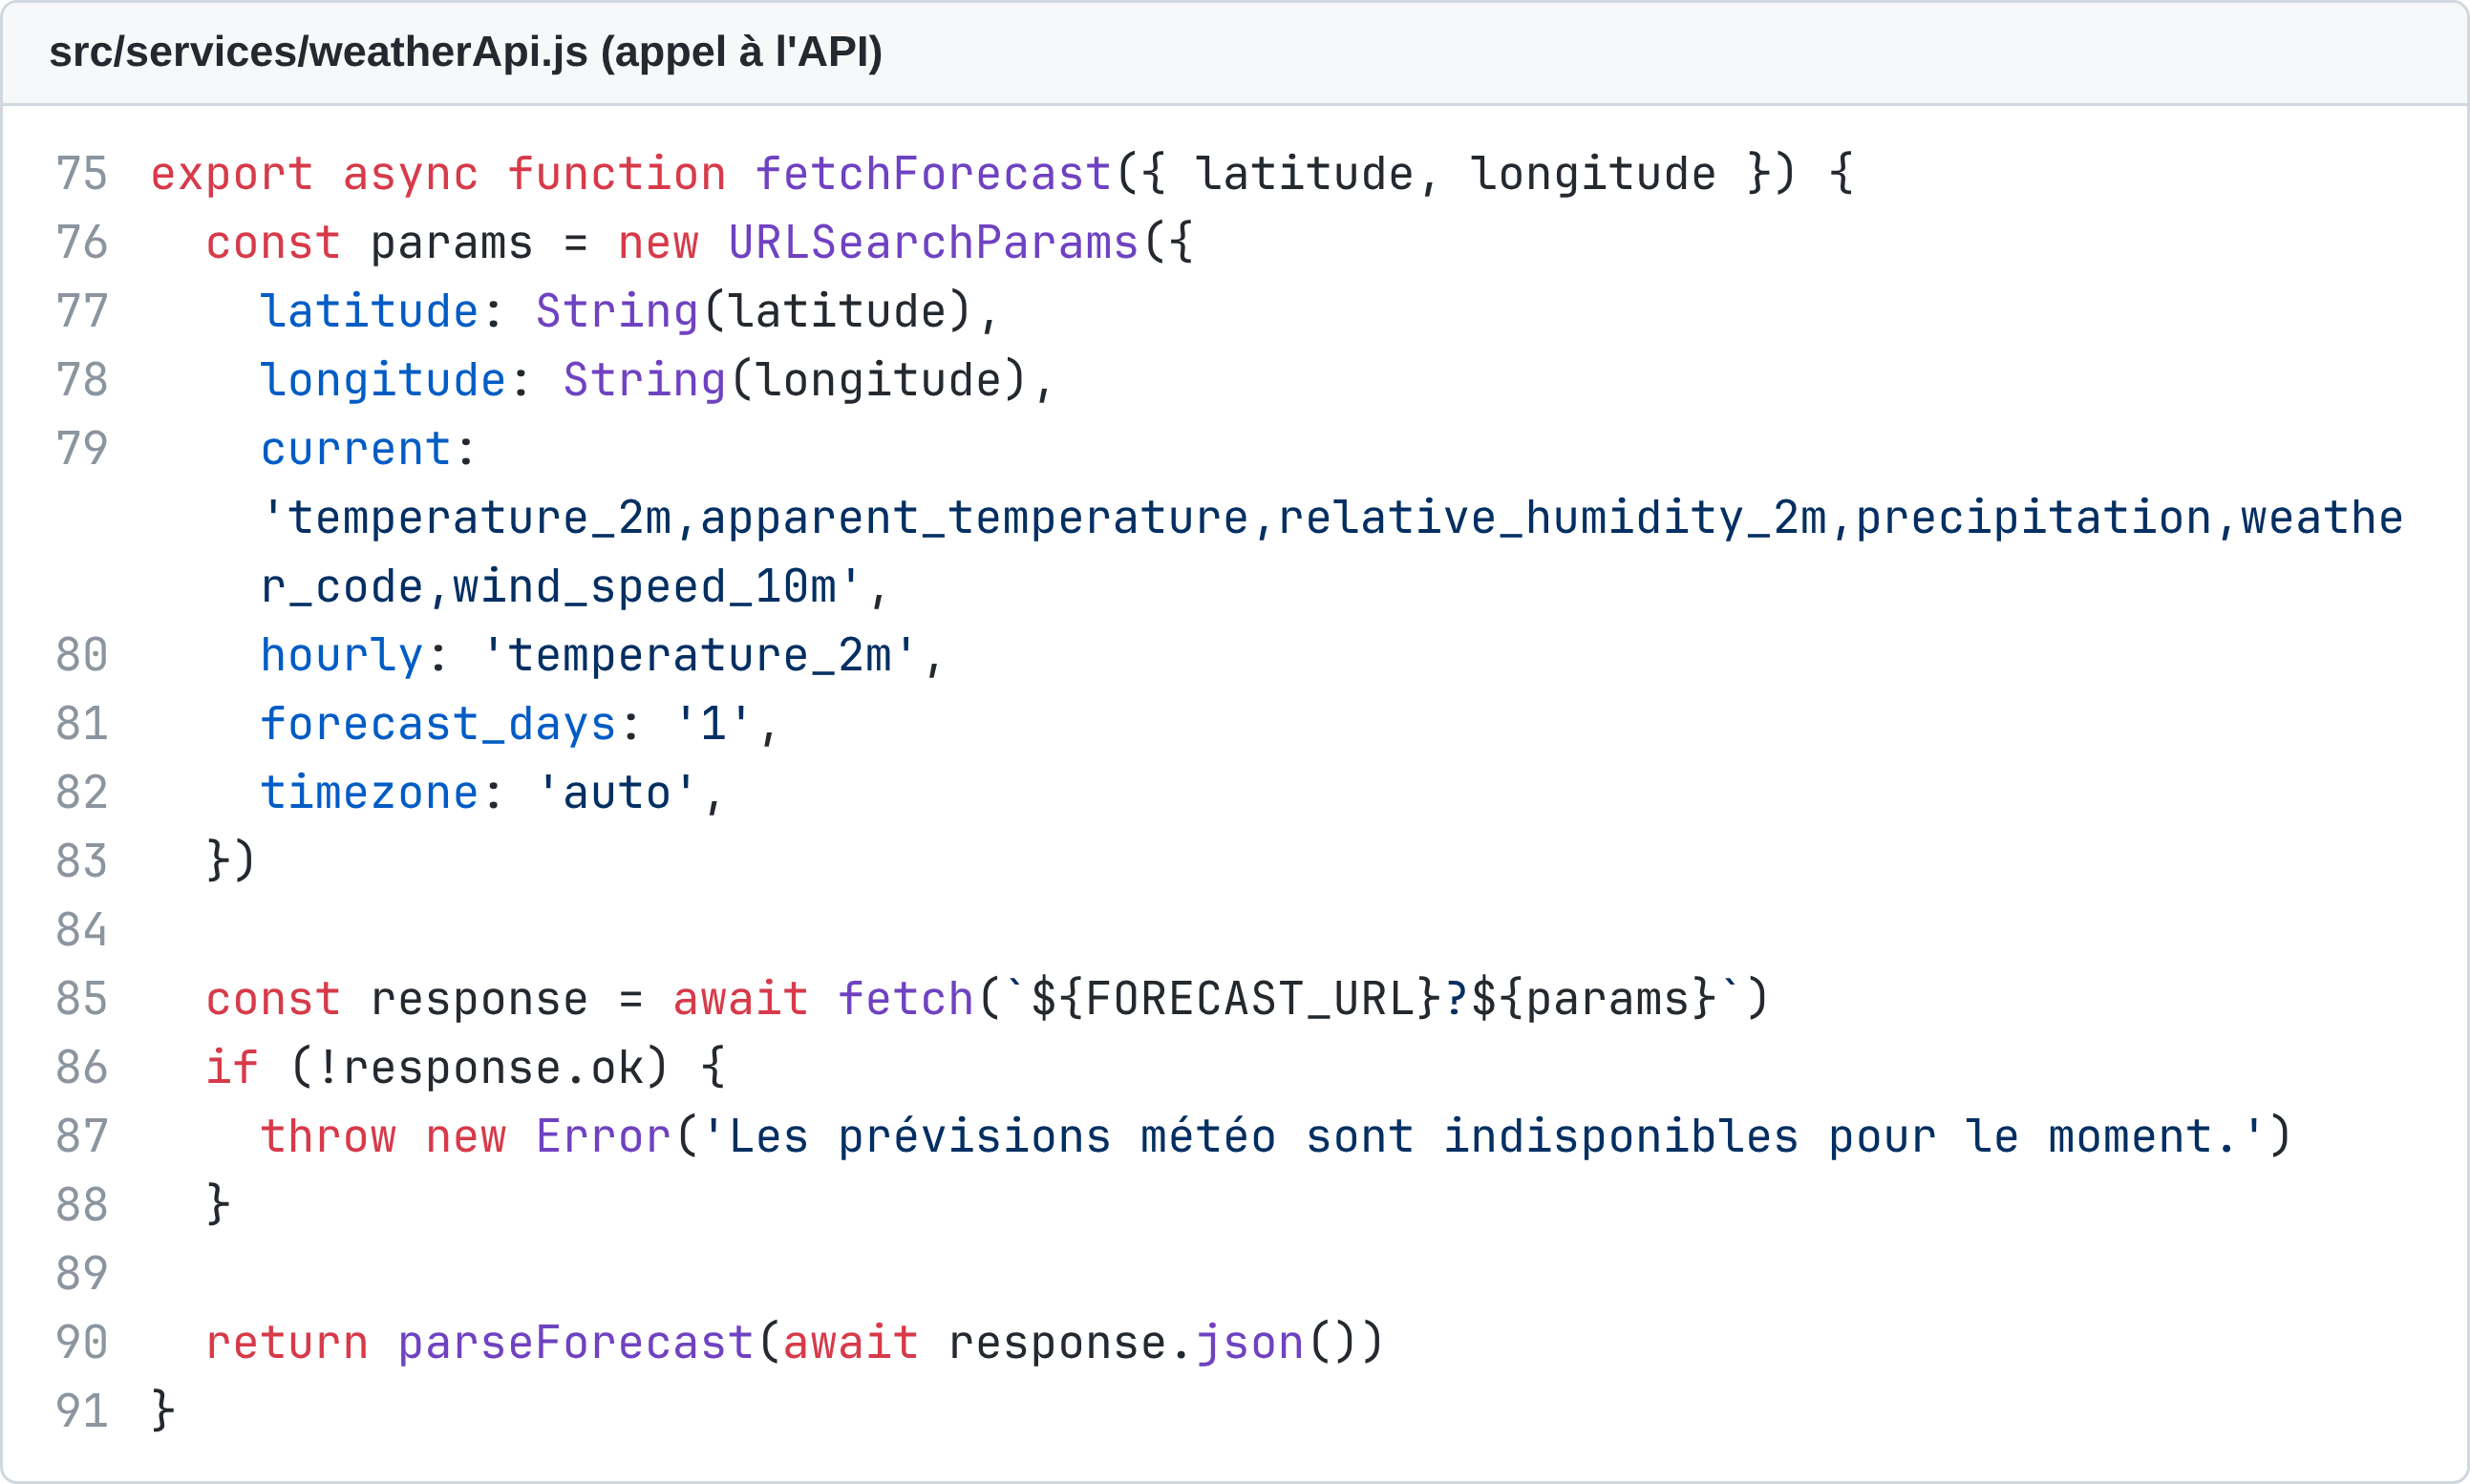 src/services/weatherApi.js (appel à l'API)
75 export async function fetchForecast({ latitude, longitude }) {
76   const params = new URLSearchParams({
77     latitude: String(latitude),
78     longitude: String(longitude),
79     current:
    'temperature_2m,apparent_temperature,relative_humidity_2m,precipitation,weathe
    r_code,wind_speed_10m',
80     hourly: 'temperature_2m',
81     forecast_days: '1',
82     timezone: 'auto',
83   })
84
85   const response = await fetch(`${FORECAST_URL}?${params}`)
86   if (!response.ok) {
87     throw new Error('Les prévisions météo sont indisponibles pour le moment.')
88   }
89
90   return parseForecast(await response.json())
91 }